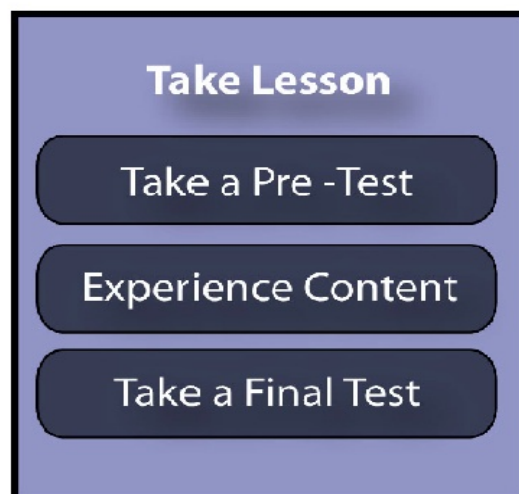 Take Lesson
Take a Pre -Test
Experience Content
Take a Final Test